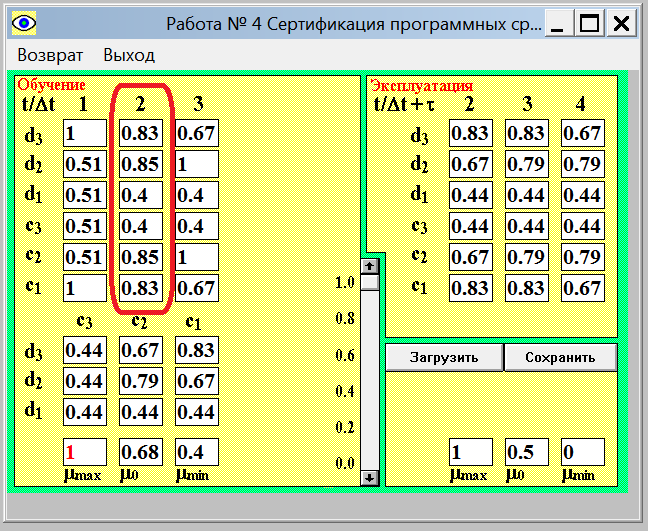 Работа № 4 Сертификация программных ср...
Возврат Выход
Обучение
t/Δt 1 2 3
d3 1 0.83 0.67
d2 0.51 0.85 1
d1 0.51 0.4 0.4
c3 0.51 0.4 0.4
c2 0.51 0.85 1
c1 1 0.83 0.67
c3 c2 c1
d3 0.44 0.67 0.83
d2 0.44 0.79 0.67
d1 0.44 0.44 0.44
1 0.68 0.4
μmax μ0 μmin
1.0
0.8
0.6
0.4
0.2
0.0
Эксплуатация
t/Δt+τ 2 3 4
d3 0.83 0.83 0.67
d2 0.67 0.79 0.79
d1 0.44 0.44 0.44
c3 0.44 0.44 0.44
c2 0.67 0.79 0.79
c1 0.83 0.83 0.67
Загрузить Сохранить
1 0.5 0
μmax μ0 μmin